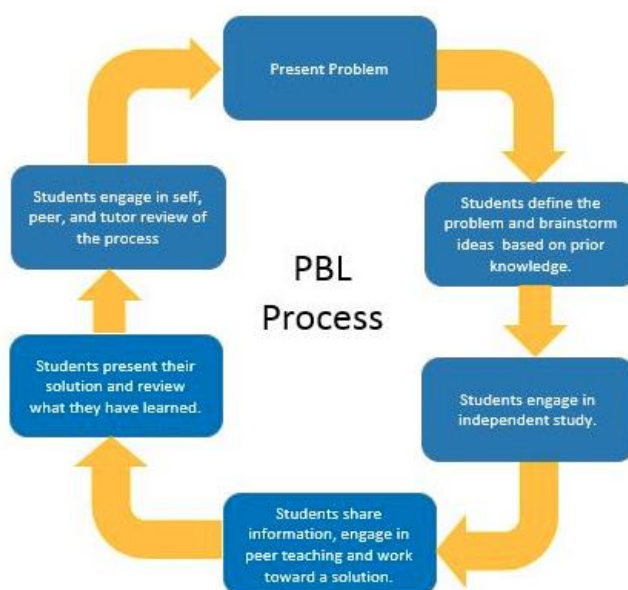 Present Problem
Students define the
problem and brainstorm
ideas based on prior
knowledge.
Students engage in
independent study.
Students share
information, engage in
peer teaching and work
toward a solution.
Students present their
solution and review
what they have learned.
Students engage in self,
peer, and tutor review of
the process
PBL
Process